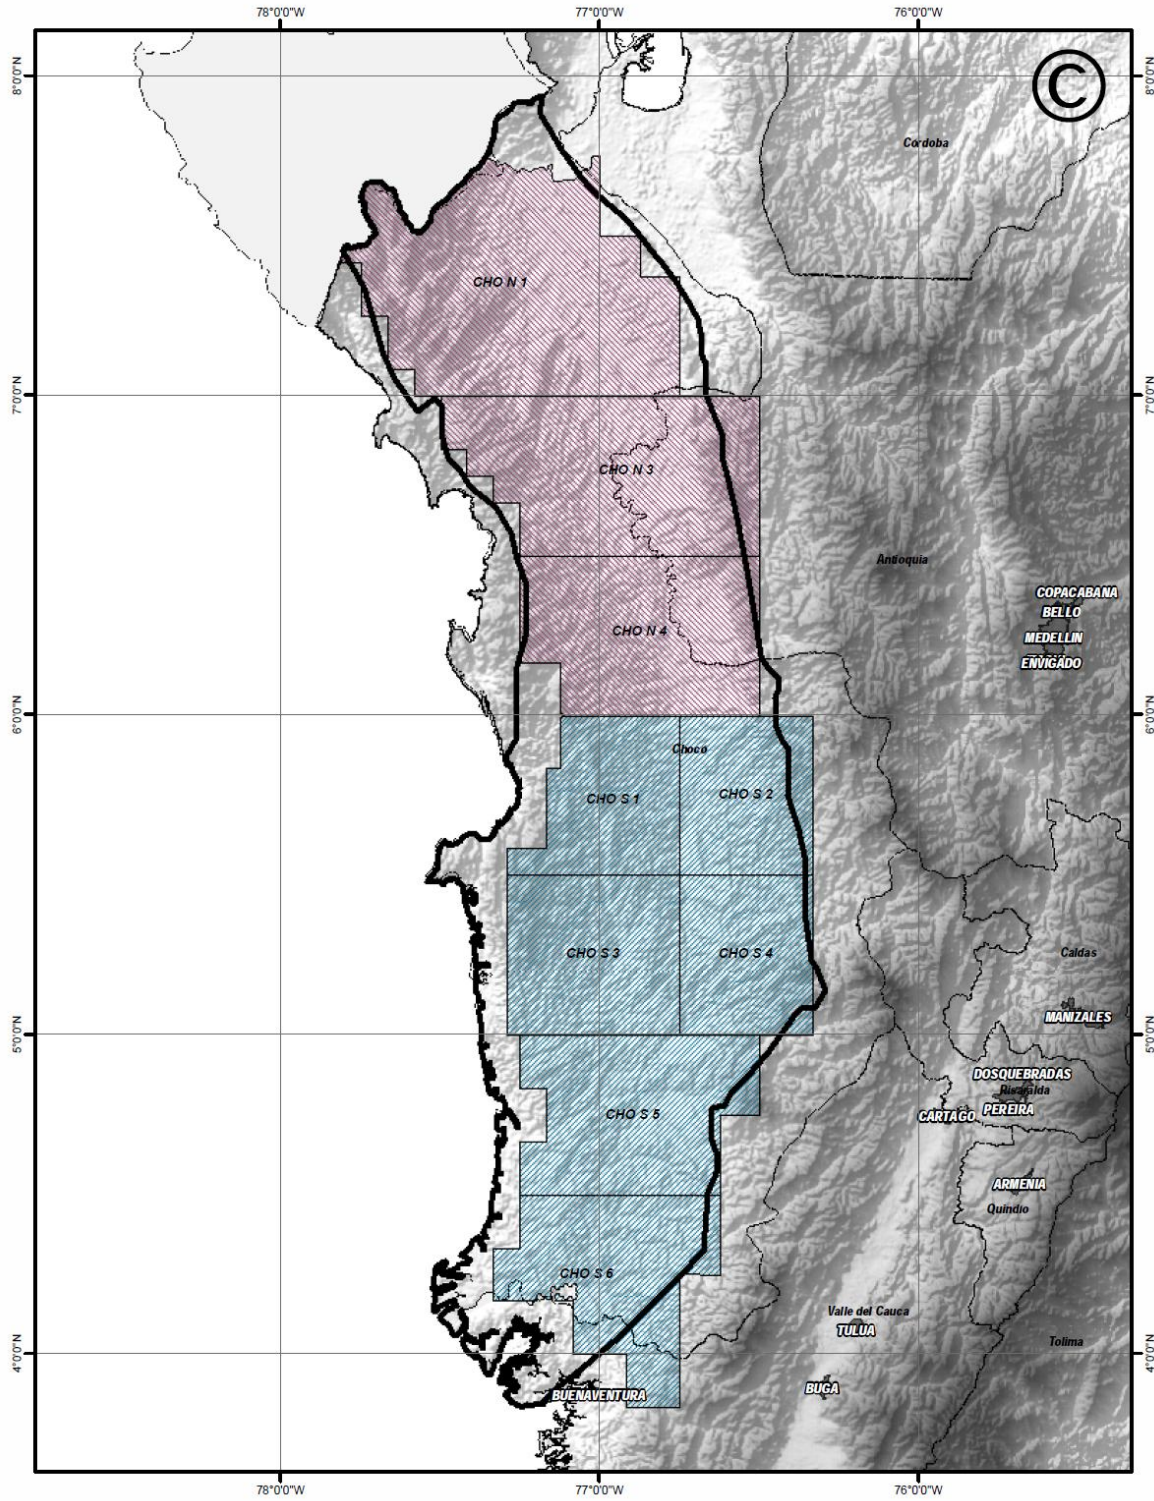 78°0'0"W 77°0'0"W 76°0'0"W
8°0'0"N 8°0'0"N
©
Cordoba
CHO N 1
7°0'0"N 7°0'0"N
CHO N 3
Antioquia
COPACABANA
BELLO
CHO N 4
MEDELLIN
ENVIGADO
6°0'0"N 6°0'0"N
Choco
CHO S 1
CHO S 2
CHO S 3
CHO S 4
Caldas
MANIZALES
5°0'0"N 5°0'0"N
DOSQUEBRADAS
Risaralda
CHO S 5
CARTAGO
PEREIRA
ARMENIA
Quindio
CHO S 6
Valle del Cauca
TULUA
Tolima
4°0'0"N 4°0'0"N
BUENAVENTURA
BUGA
78°0'0"W 77°0'0"W 76°0'0"W